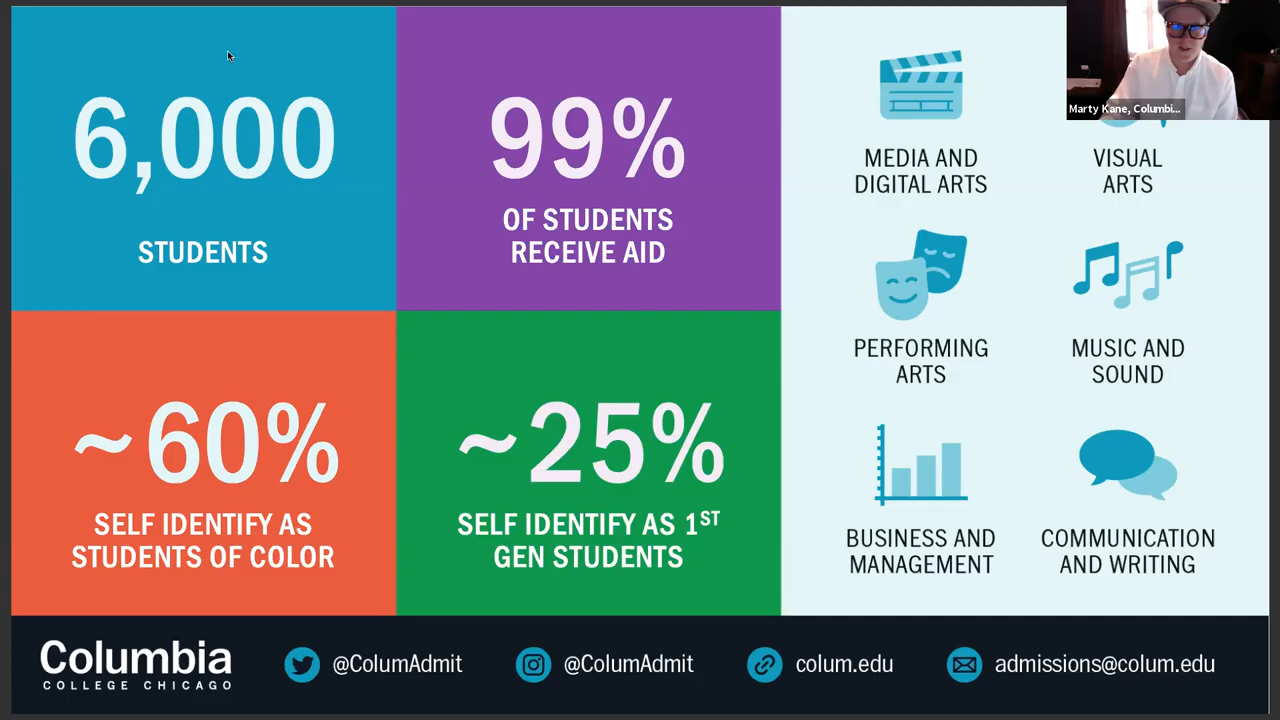 6,000
STUDENTS
99%
OF STUDENTS
RECEIVE AID
~60%
SELF IDENTIFY AS
STUDENTS OF COLOR
~25%
SELF IDENTIFY AS 1ST
GEN STUDENTS
MEDIA AND
DIGITAL ARTS
VISUAL
ARTS
PERFORMING
ARTS
MUSIC AND
SOUND
BUSINESS AND
MANAGEMENT
COMMUNICATION
AND WRITING
Marty Kane, Columbi...
Columbia
COLLEGE CHICAGO
@ColumAdmit
@ColumAdmit
colum.edu
admissions@colum.edu